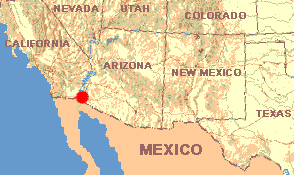 NEVADA
UTAH
COLORADO
CALIFORNIA
ARIZONA
NEW MEXICO
TEXAS
MEXICO